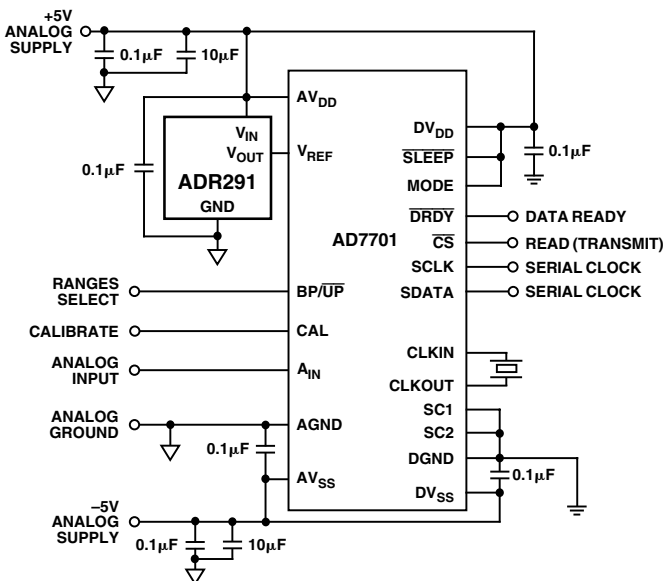 +5V
ANALOG
SUPPLY
0.1µF
10µF
AVDD
VIN
VOUT
VREF
0.1µF
ADR291
GND
DVDD
SLEEP
MODE
0.1µF
DRDY
DATA READY
AD7701
CS
READ (TRANSMIT)
SCLK
SERIAL CLOCK
SDATA
SERIAL CLOCK
RANGES
SELECT
BP/UP
CALIBRATE
CAL
ANALOG
INPUT
AIN
CLKIN
CLKOUT
ANALOG
GROUND
AGND
SC1
SC2
0.1µF
DGND
0.1µF
AVSS
DVSS
–5V
ANALOG
SUPPLY
0.1µF
10µF